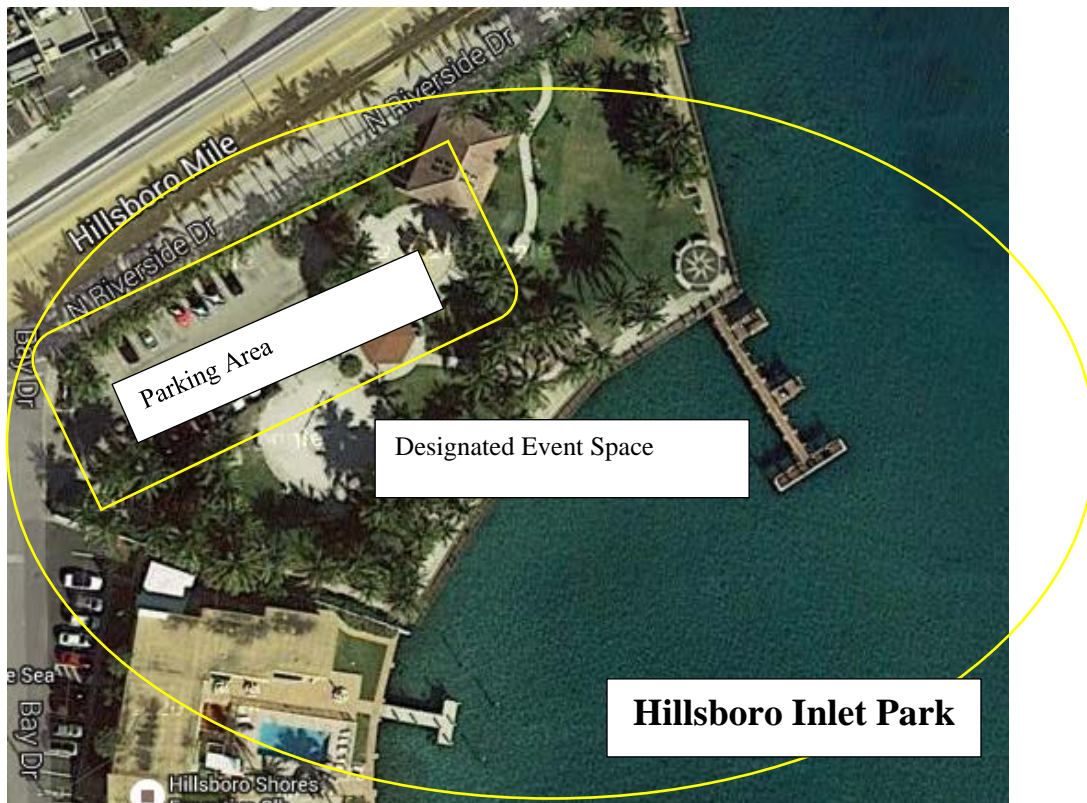 N Riverside Dr
Hillsboro Mile
N Riverside Dr
Bay Dr
Parking Area
Designated Event Space
e Sea
Hillsboro Inlet Park
Bay Dr
Hillsboro Shores